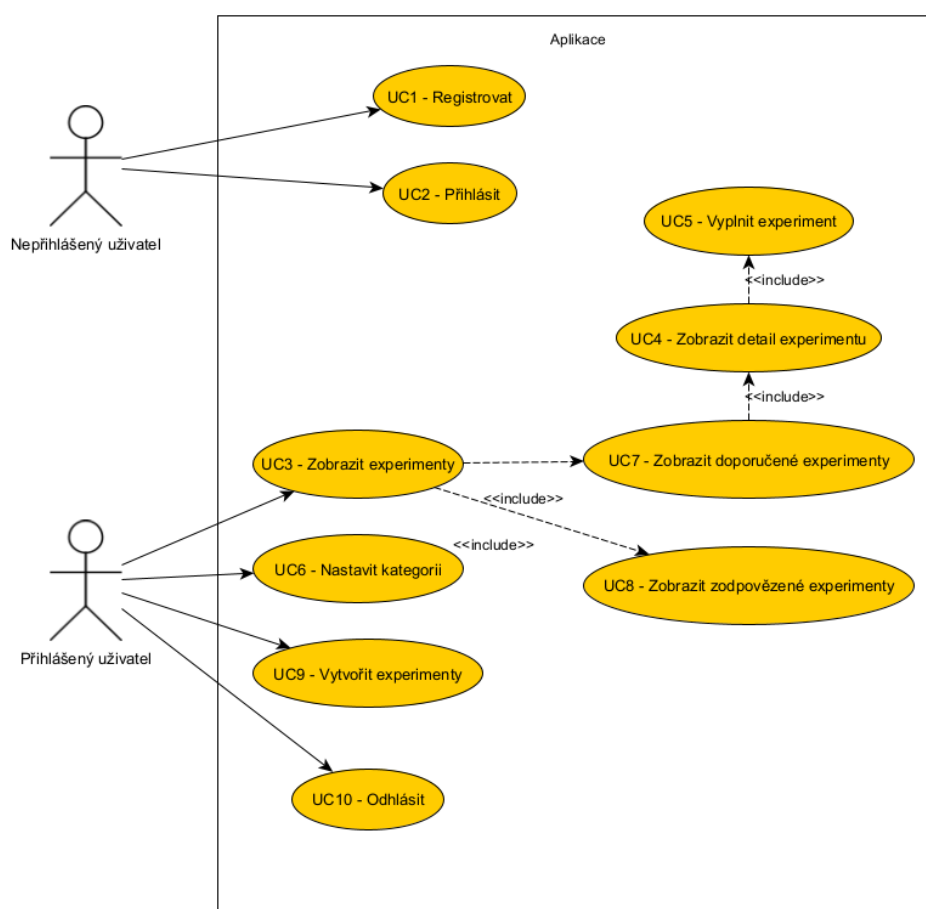 Aplikace
UC1 - Registrovat
UC2 - Přihlásit
Nepřihlášený uživatel
UC5 - Vyplnit experiment
<<include>>
UC4 - Zobrazit detail experimentu
<<include>>
UC3 - Zobrazit experimenty
UC7 - Zobrazit doporučené experimenty
<<include>>
<<include>>
UC6 - Nastavit kategorii
UC8 - Zobrazit zodpovězené experimenty
Přihlášený uživatel
UC9 - Vytvořit experimenty
UC10 - Odhlásit